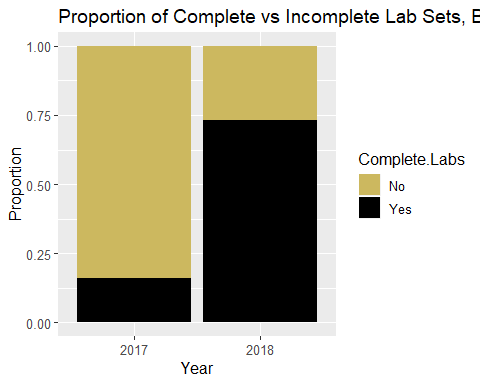 Proportion of Complete vs Incomplete Lab Sets,
1.00
0.75
0.50
0.25
0.00
Proportion
2017 2018
Year
Complete.Labs
No
Yes